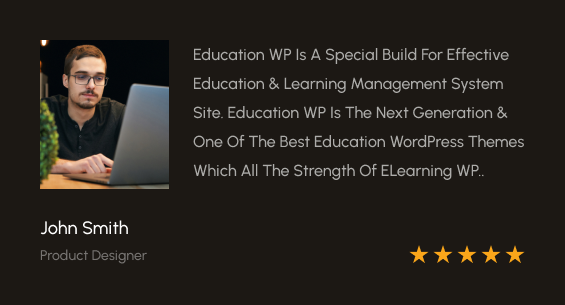 Education WP Is A Special Build For Effective
Education & Learning Management System
Site. Education WP Is The Next Generation &
One Of The Best Education WordPress Themes
Which All The Strength Of ELearning WP..
John Smith
Product Designer